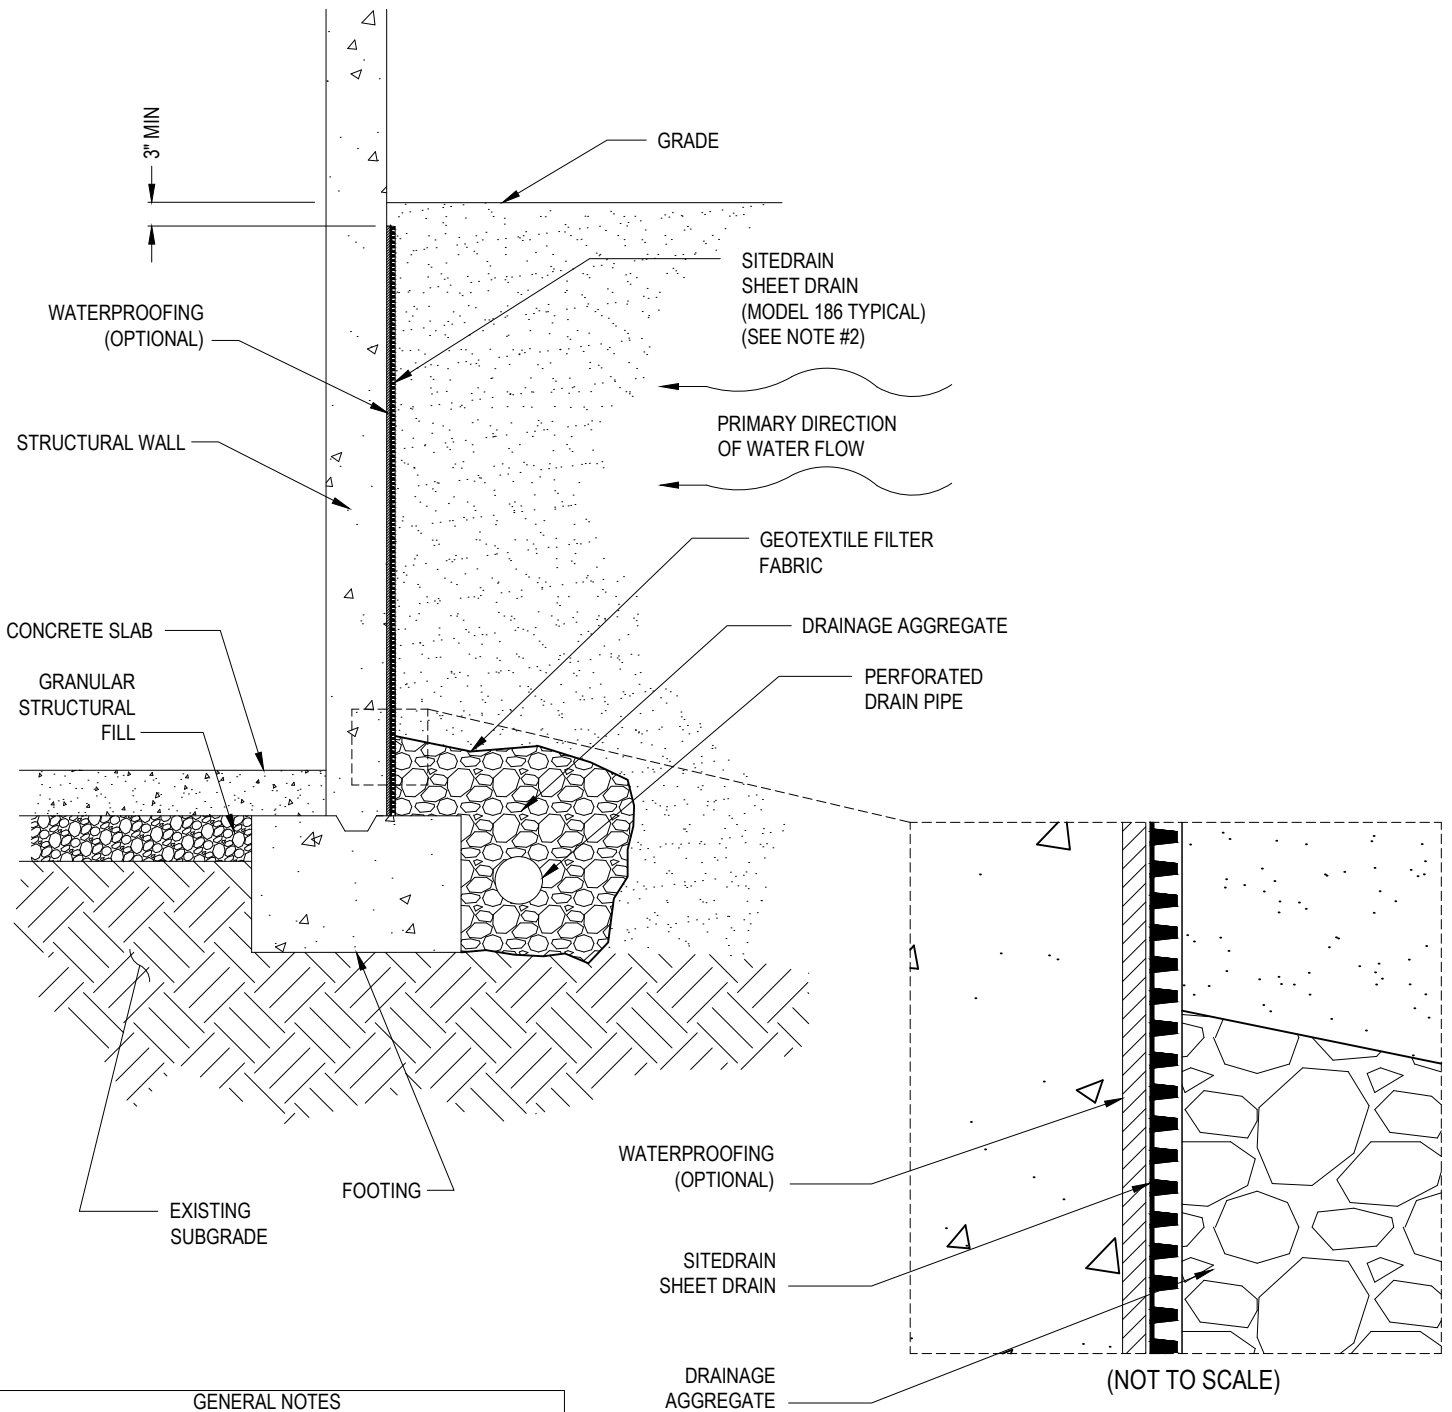 3" MIN
GRADE
SITEDRAIN
SHEET DRAIN
(MODEL 186 TYPICAL)
(SEE NOTE #2)
WATERPROOFING
(OPTIONAL)
PRIMARY DIRECTION
OF WATER FLOW
STRUCTURAL WALL
GEOTEXTILE FILTER
FABRIC
CONCRETE SLAB
DRAINAGE AGGREGATE
GRANULAR
STRUCTURAL
FILL
PERFORATED
DRAIN PIPE
WATERPROOFING
(OPTIONAL)
FOOTING
EXISTING
SUBGRADE
SITEDRAIN
SHEET DRAIN
DRAINAGE
AGGREGATE
(NOT TO SCALE)
GENERAL NOTES